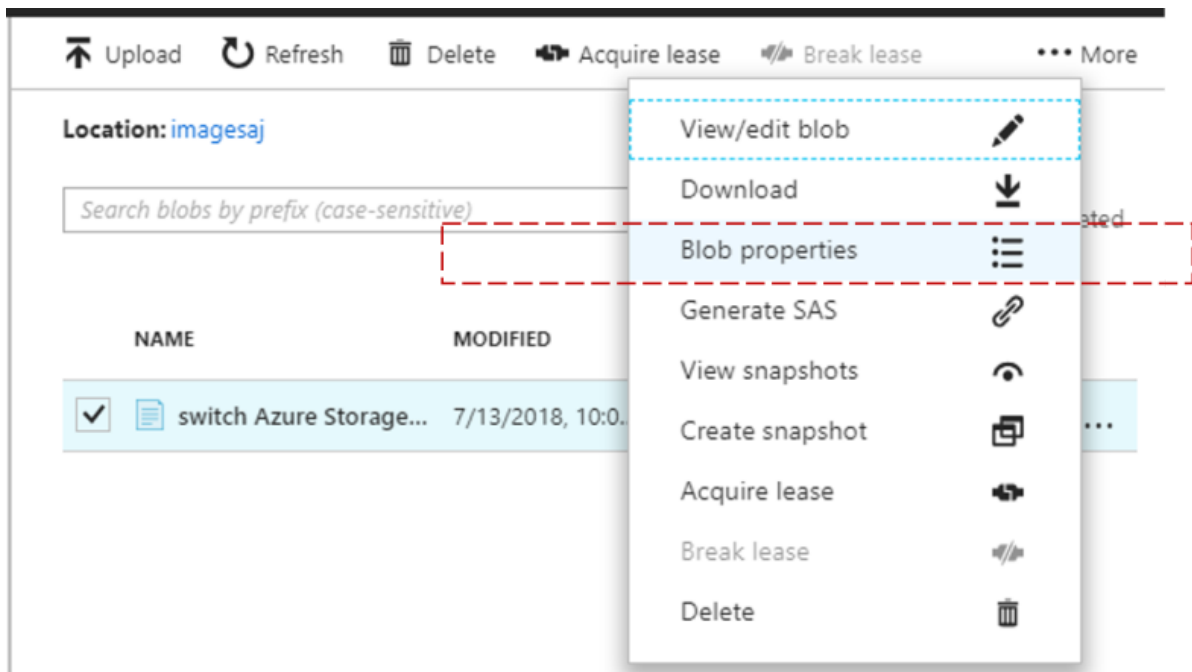 Upload Refresh Delete Acquire lease Break lease ••• More
Location: imagesaj
Search blobs by prefix (case-sensitive)
View/edit blob
Download
Blob properties
Generate SAS
View snapshots
Create snapshot
Acquire lease
Break lease
Delete
NAME MODIFIED
switch Azure Storage... 7/13/2018, 10:0... ...